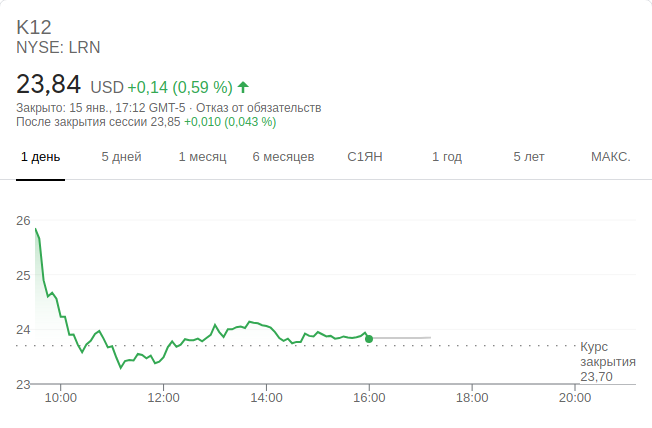 K12
NYSE: LRN
23,84 USD +0,14 (0,59 %) ↑
Закрыто: 15 янв., 17:12 GMT-5 · Отказ от обязательств
После закрытия сессии 23,85 +0,010 (0,043 %)
1 день 5 дней 1 месяц 6 месяцев С1ЯН 1 год 5 лет МАКС.
26
25
24
Курс
закрытия
23,70
23
10:00 12:00 14:00 16:00 18:00 20:00